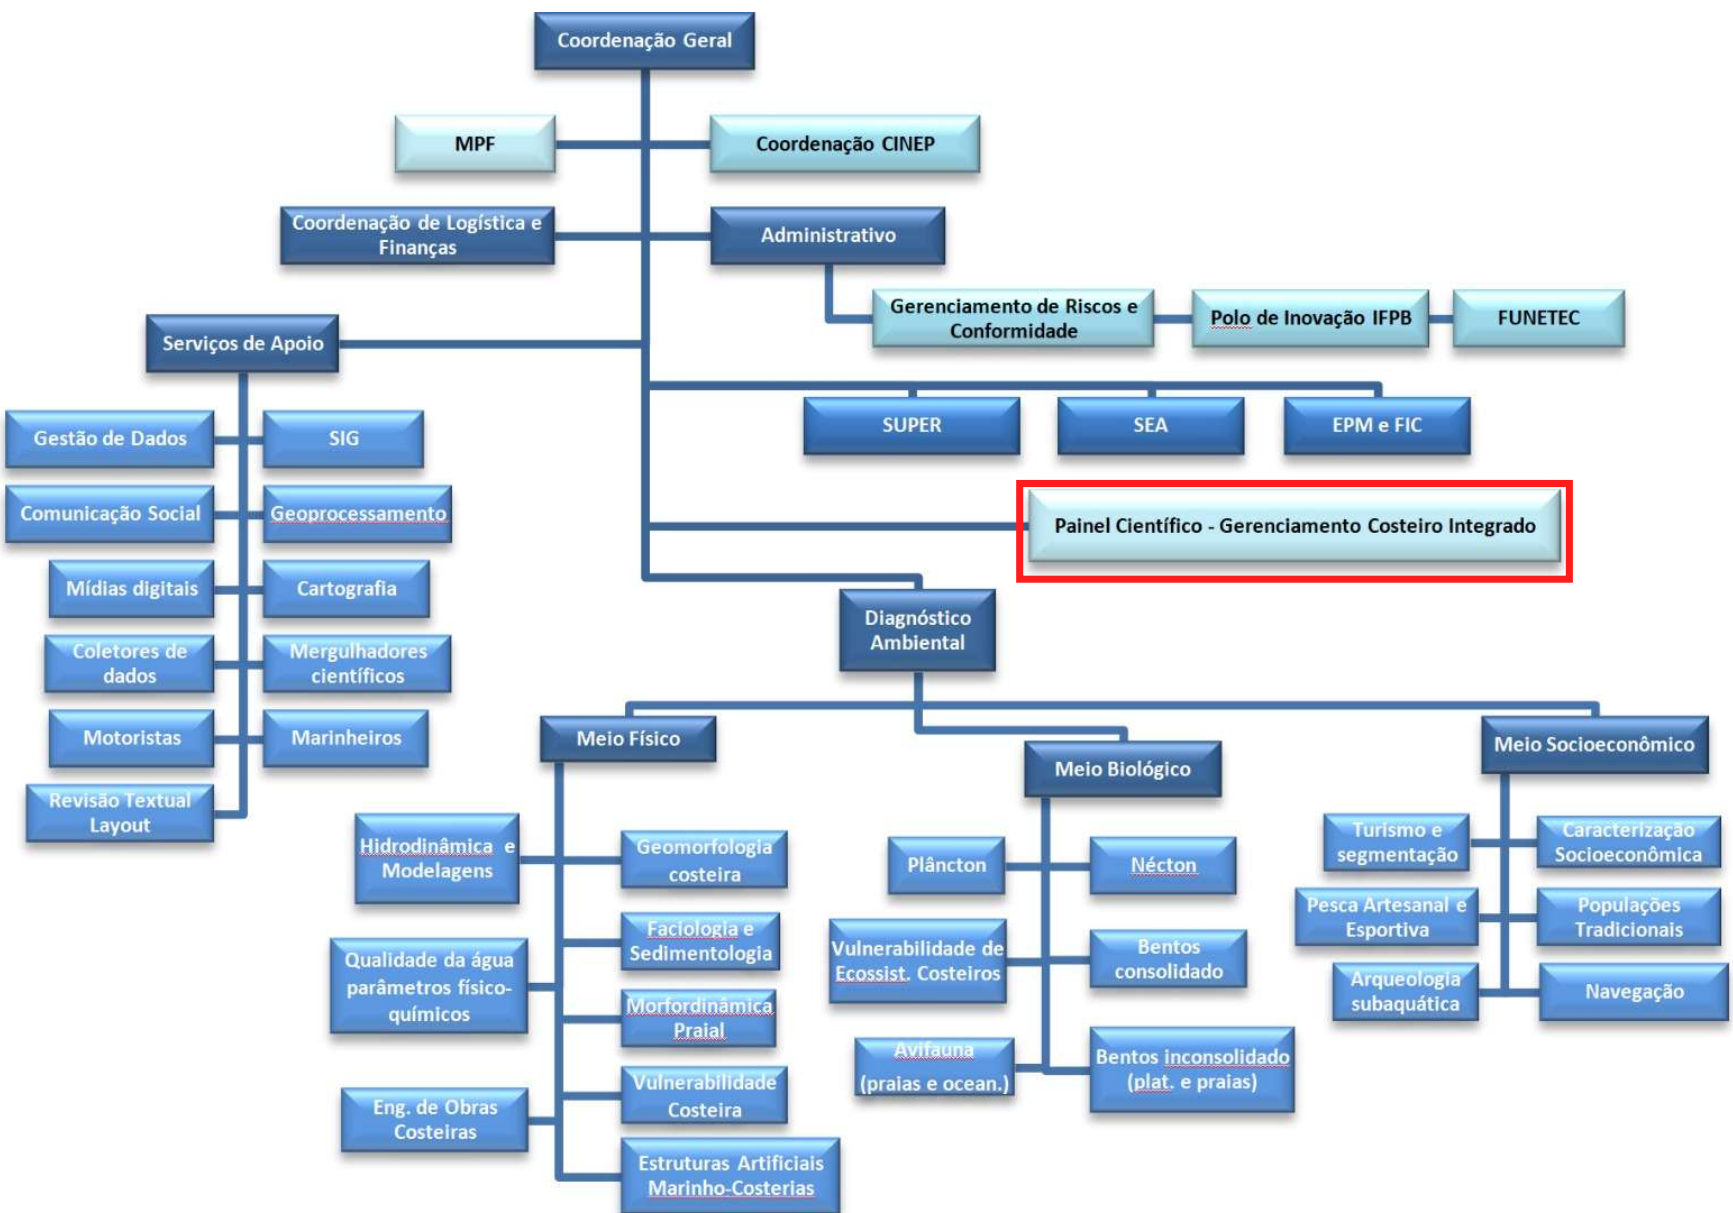 Coordenação Geral
MPF
Coordenação CINEP
Coordenação de Logística e
Finanças
Administrativo
Gerenciamento de Riscos e
Conformidade
Polo de Inovação IFPB
FUNETEC
Serviços de Apoio
SUPER
SEA
EPM e FIC
Gestão de Dados
SIG
Comunicação Social
Geoprocessamento
Mídias digitais
Cartografia
Coletores de
dados
Mergulhadores
científicos
Motoristas
Marinheiros
Revisão Textual
Layout
Painel Científico - Gerenciamento Costeiro Integrado
Diagnóstico
Ambiental
Meio Físico
Meio Biológico
Meio Socioeconômico
Hidrodinâmica e
Modelagens
Geomorfologia
costeira
Faciologia e
Sedimentologia
Qualidade da água
parâmetros físico-
químicos
Morfordinâmica
Praial
Vulnerabilidade
Costeira
Eng. de Obras
Costeiras
Estruturas Artificiais
Marinho-Costerias
Plâncton
Nécton
Vulnerabilidade de
Ecossist. Costeiros
Bentos
consolidado
Avifauna
(praias e ocean.)
Bentos inconsolidado
(plat. e praias)
Turismo e
segmentação
Caracterização
Socioeconômica
Pesca Artesanal e
Esportiva
Populações
Tradicionais
Arqueologia
subaquática
Navegação